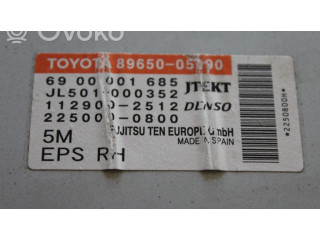 OVOKO
TOYOTA 89650-05090
69 00 001 685 JTEKT
JL501-000352
112900-2512 DENSO
225000-0800
FUJITSU TEN EUROPE GmbH
5M MADE IN SPAIN
EPS RH
*2250800H*